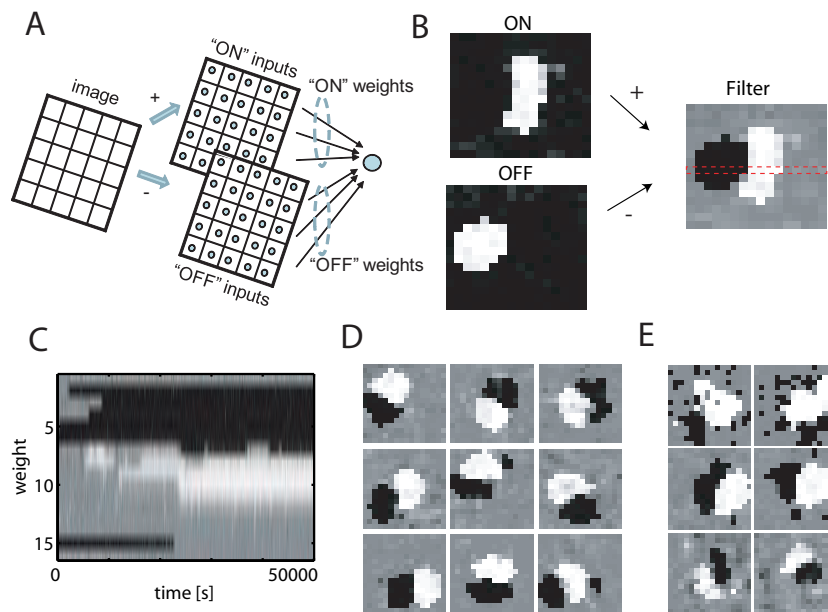 A
"ON" inputs
image
+
-
"ON" weights
"OFF" weights
"OFF" inputs
B
ON
OFF
+
-
Filter
C
weight
5
10
15
0
50000
time [s]
D
E